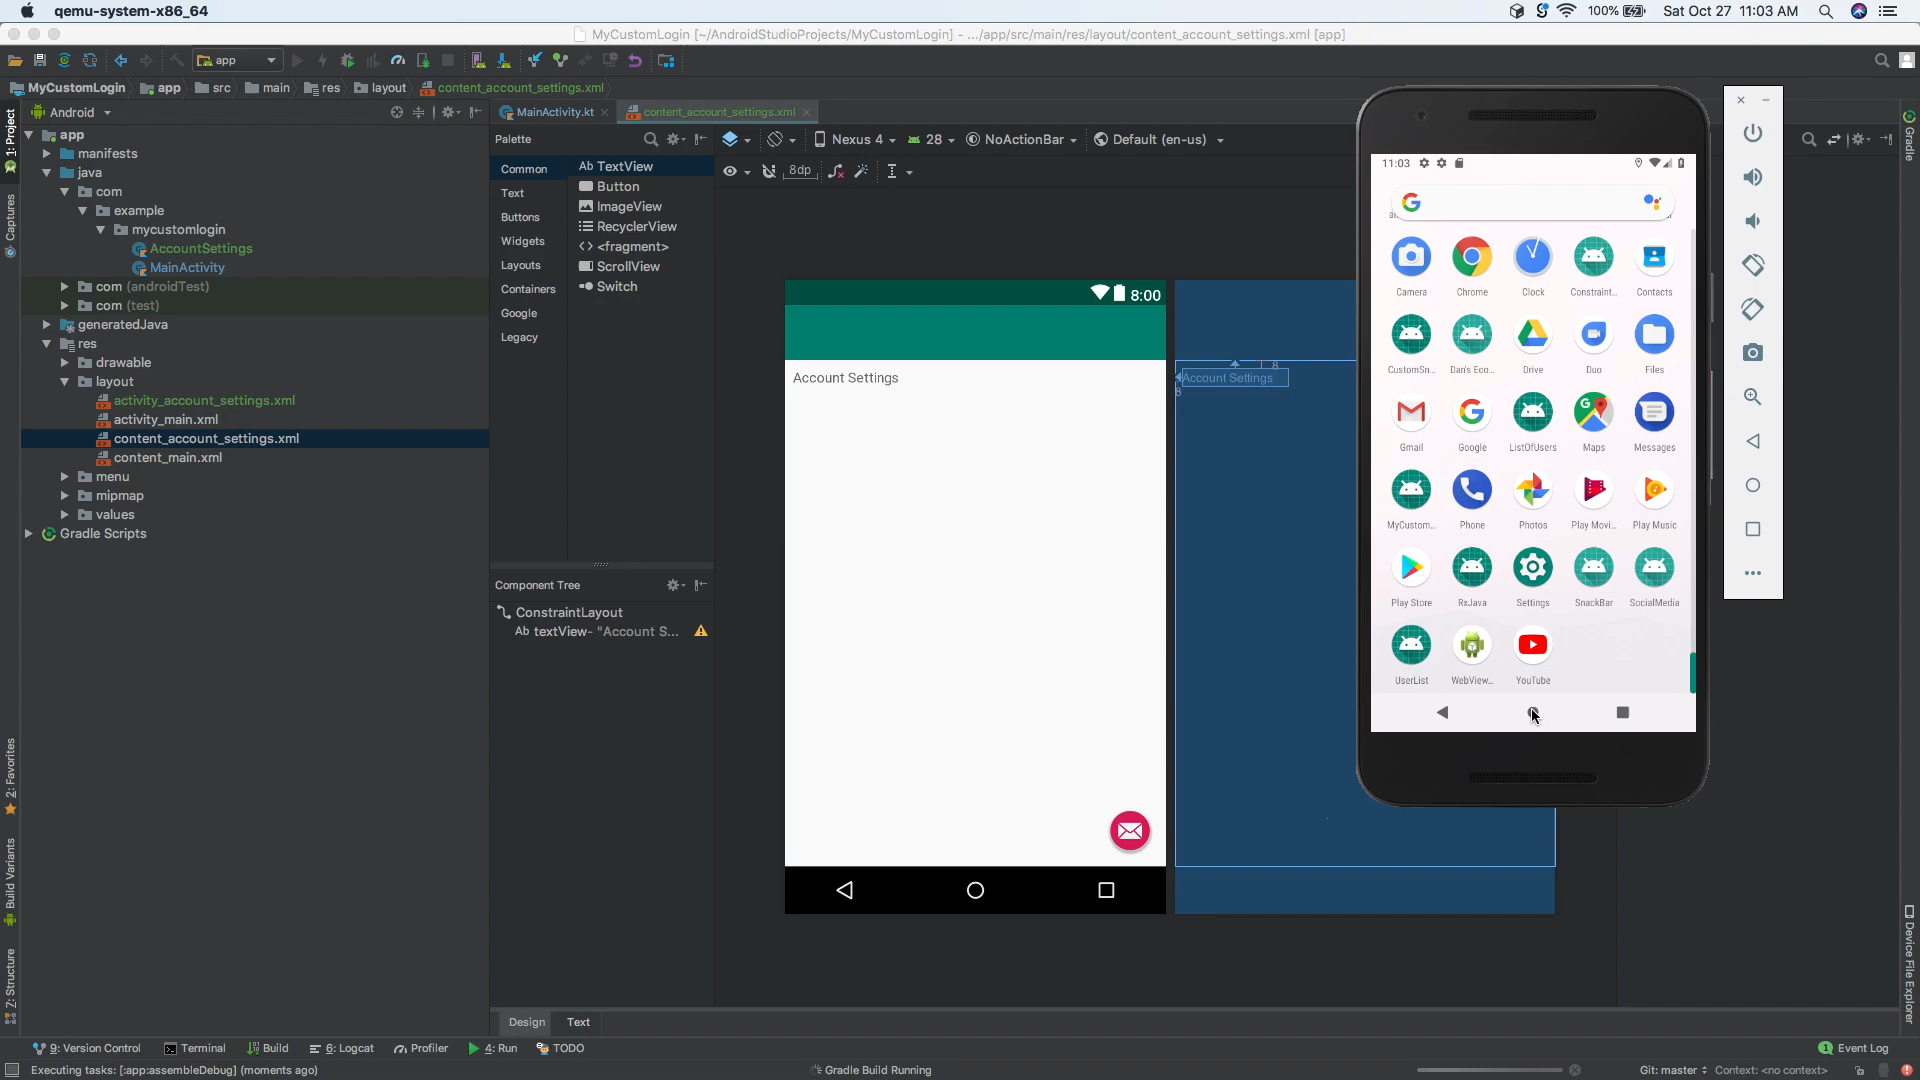 qemu-system-x86_64
100%
Sat Oct 27 11:03 AM
MyCustomLogin [~/AndroidStudioProjects/MyCustomLogin] - .../app/src/main/res/layout/content_account_settings.xml [app]
app
MyCustomLogin
app
src
main
res
layout
content_account_settings.xml
1: Project
Captures
2: Favorites
Build Variants
Z: Structure
Android
app
manifests
java
com
example
mycustomlogin
AccountSettings
MainActivity
com (androidTest)
com (test)
generatedJava
res
drawable
layout
activity_account_settings.xml
activity_main.xml
content_account_settings.xml
content_main.xml
menu
mipmap
values
Gradle Scripts
MainActivity.kt
content_account_settings.xml
Palette
Common
Text
Buttons
Widgets
Layouts
Containers
Google
Legacy
Ab TextView
Button
ImageView
RecyclerView
<> <fragment>
ScrollView
Switch
Component Tree
ConstraintLayout
Ab textView- "Account S...
Nexus 4
28
NoActionBar
Default (en-us)
8dp
8:00
Account Settings
8
Account Settings
8
11:03
Camera
Chrome
Clock
Constraint...
Contacts
CustomSn...
Dan's Eco...
Drive
Duo
Files
Gmail
Google
ListOfUsers
Maps
Messages
MyCustom...
Phone
Photos
Play Movi...
Play Music
Play Store
RxJava
Settings
SnackBar
SocialMedia
UserList
WebView...
YouTube
Gradle
Device File Explorer
Design
Text
9: Version Control
Terminal
Build
6: Logcat
Profiler
4: Run
TODO
1 Event Log
Executing tasks: [:app:assembleDebug] (moments ago)
Gradle Build Running
Git: master
Context: <no context>